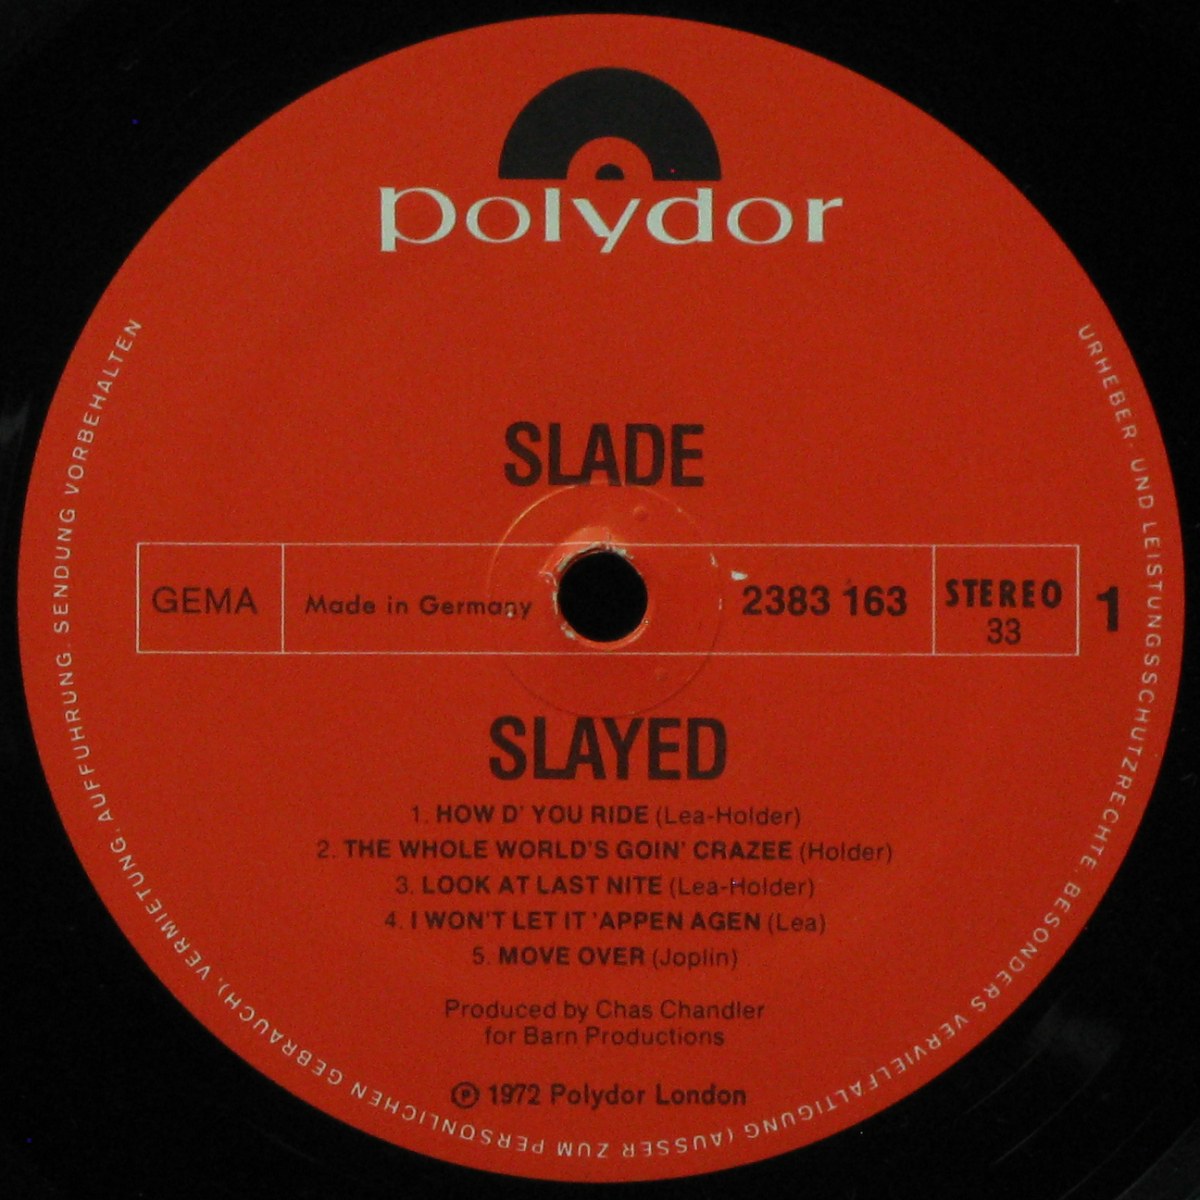 polydor
SLADE
GEMA
Made in Germany
2383 163
STEREO
33
1
SLAYED
1. HOW D' YOU RIDE (Lea-Holder)
2. THE WHOLE WORLD'S GOIN' CRAZEE (Holder)
3. LOOK AT LAST NITE (Lea-Holder)
4. I WON'T LET IT 'APPEN AGEN (Lea)
5. MOVE OVER (Joplin)
Produced by Chas Chandler
for Barn Productions
℗ 1972 Polydor London
URHEBER- UND LEISTUNGSSCHUTZRECHTE, BESONDERS VERVIELFÄLTIGUNG (AUSSER ZUM PERSÖNLICHEN GEBRAUCH), VERMIETUNG, AUFFÜHRUNG, SENDUNG VORBEHALTEN